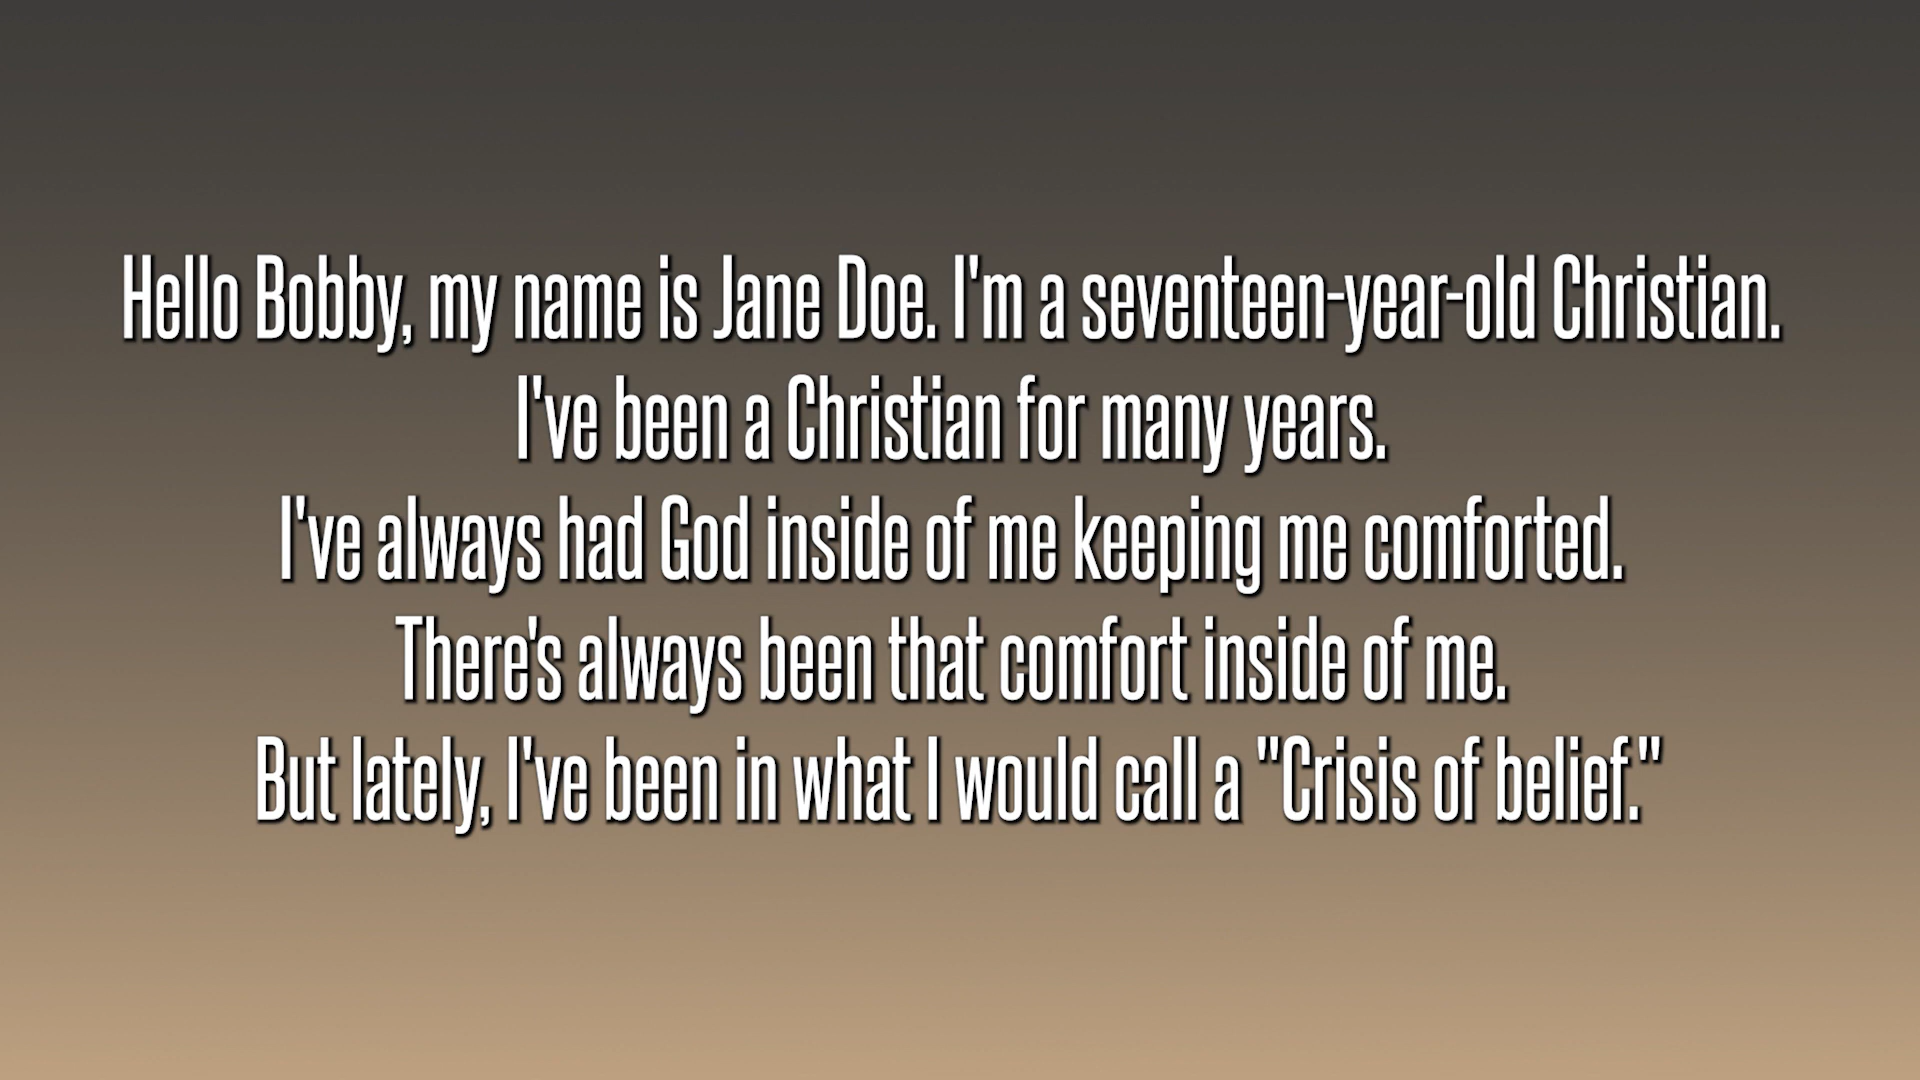 Hello Bobby, my name is Jane Doe. I'm a seventeen-year-old Christian.
I've been a Christian for many years.
I've always had God inside of me keeping me comforted.
There's always been that comfort inside of me.
But lately, I've been in what I would call a "Crisis of belief."